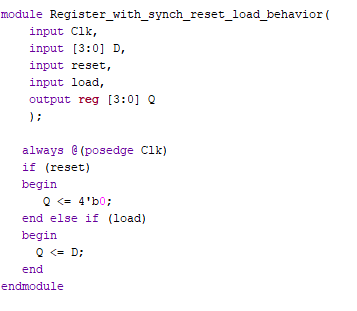 module Register_with_synch_reset_load_behavior(
    input Clk,
    input [3:0] D,
    input reset,
    input load,
    output reg [3:0] Q
    );

   always @(posedge Clk)
   if (reset)
   begin
      Q <= 4'b0;
   end else if (load)
   begin
     Q <= D;
   end
endmodule